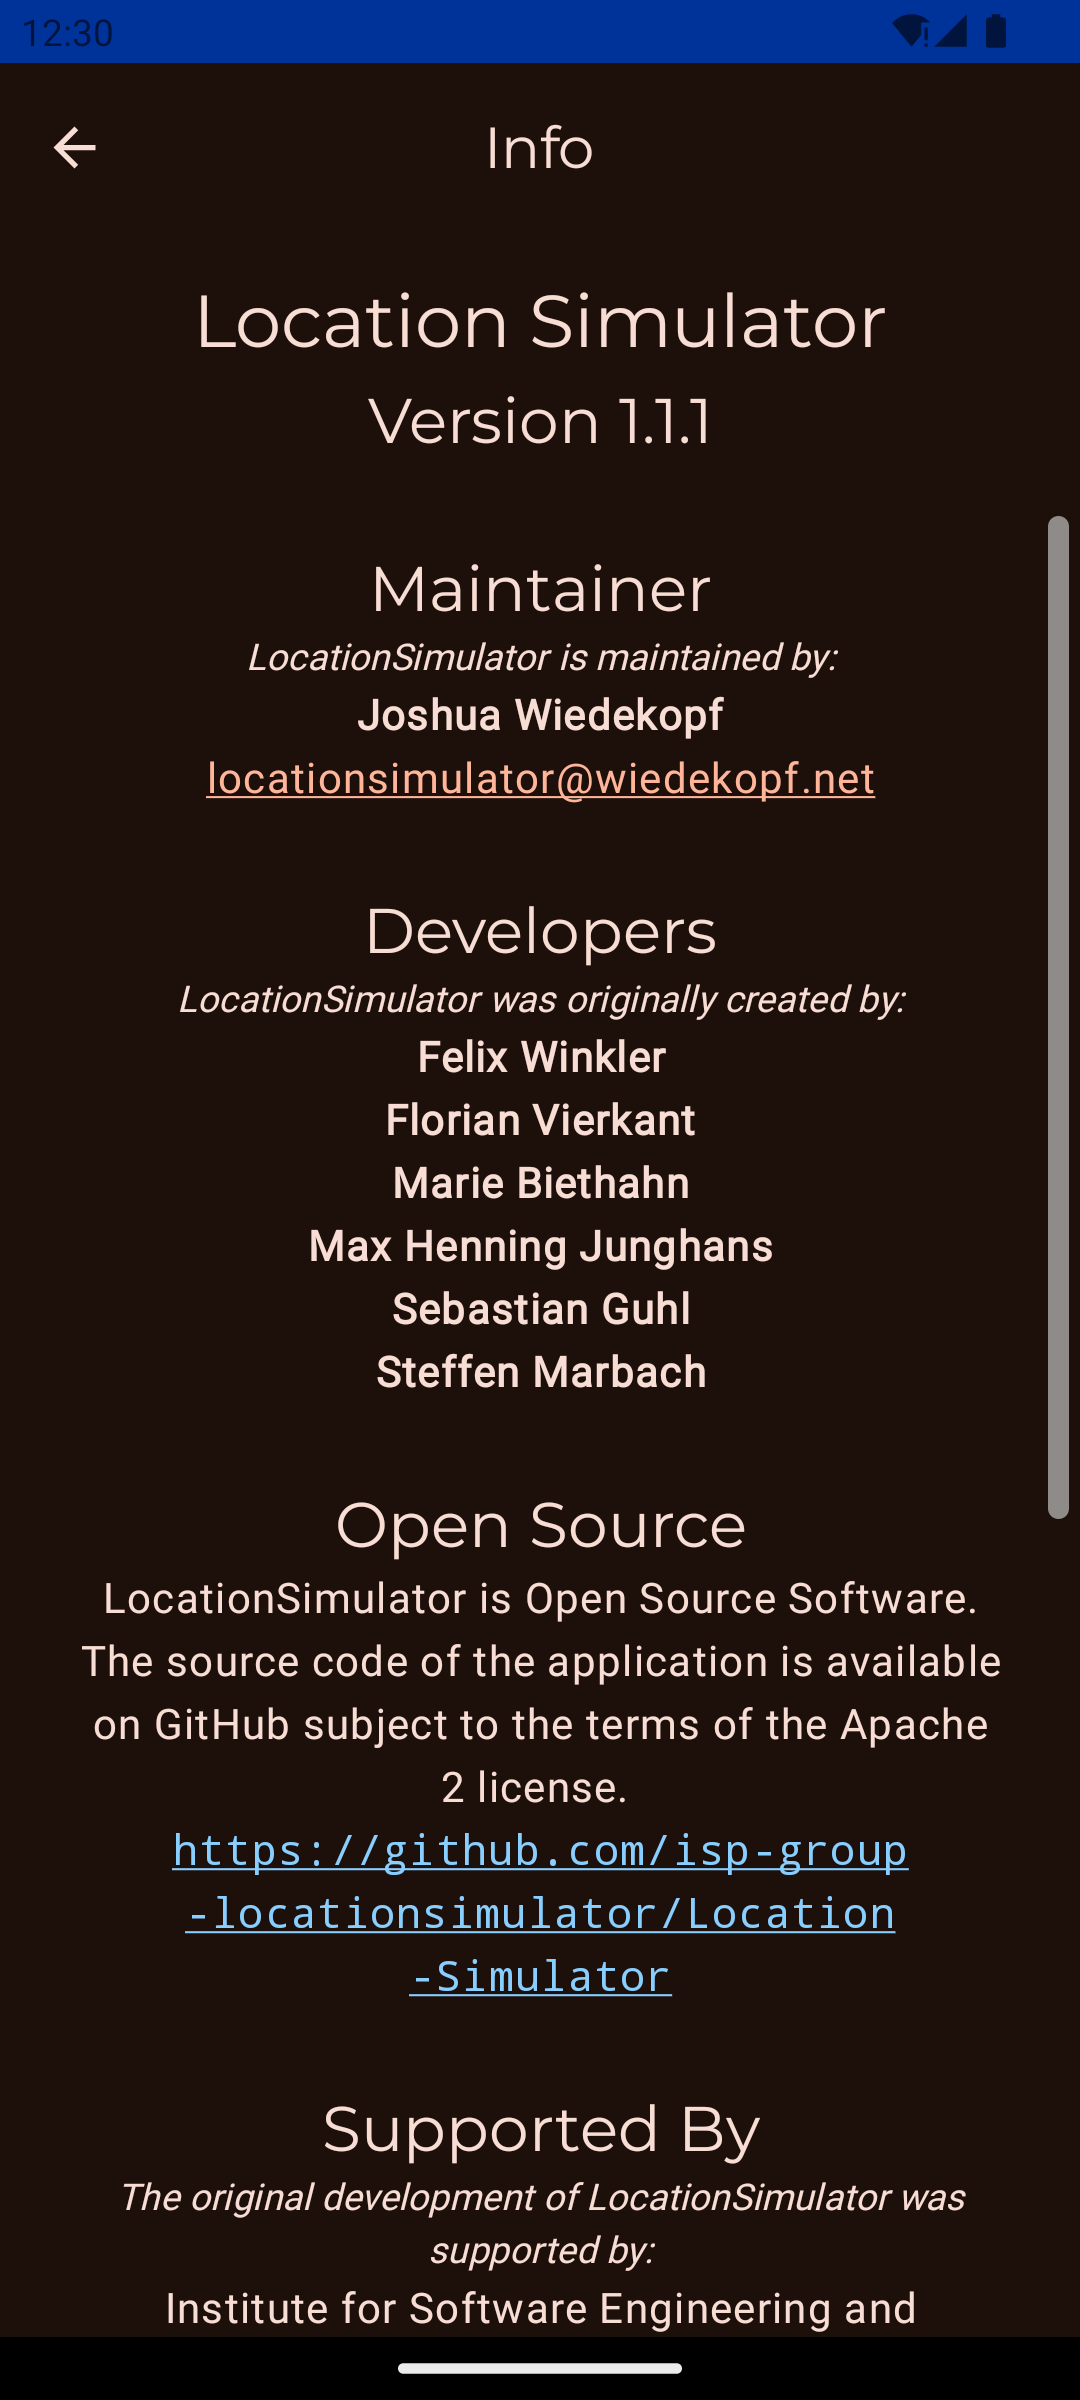 12:30
Info
Location Simulator
Version 1.1.1
Maintainer
LocationSimulator is maintained by:
Joshua Wiedekopf
locationsimulator@wiedekopf.net
Developers
LocationSimulator was originally created by:
Felix Winkler
Florian Vierkant
Marie Biethahn
Max Henning Junghans
Sebastian Guhl
Steffen Marbach
Open Source
LocationSimulator is Open Source Software.
The source code of the application is available
on GitHub subject to the terms of the Apache
2 license.
https://github.com/isp-group
-locationsimulator/Location
-Simulator
Supported By
The original development of LocationSimulator was
supported by:
Institute for Software Engineering and